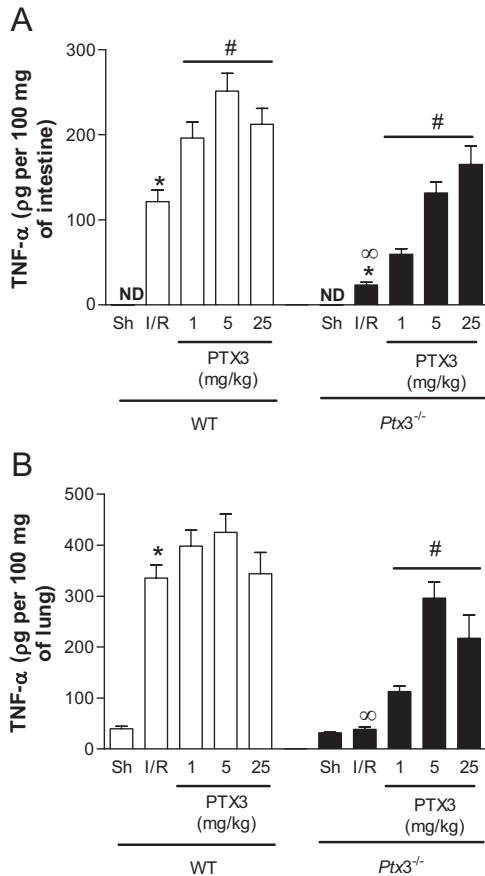 A
TNF-α (ρg per 100 mg
of intestine)
300
200
100
0
#
*
ND
#
∞
*
ND
Sh I/R 1 5 25 Sh I/R 1 5 25
PTX3
(mg/kg)
PTX3
(mg/kg)
WT
Ptx3-/-
B
TNF-α (ρg per 100 mg
of lung)
500
400
300
200
100
0
*
#
∞
Sh I/R 1 5 25 Sh I/R 1 5 25
PTX3
(mg/kg)
PTX3
(mg/kg)
WT
Ptx3-/-